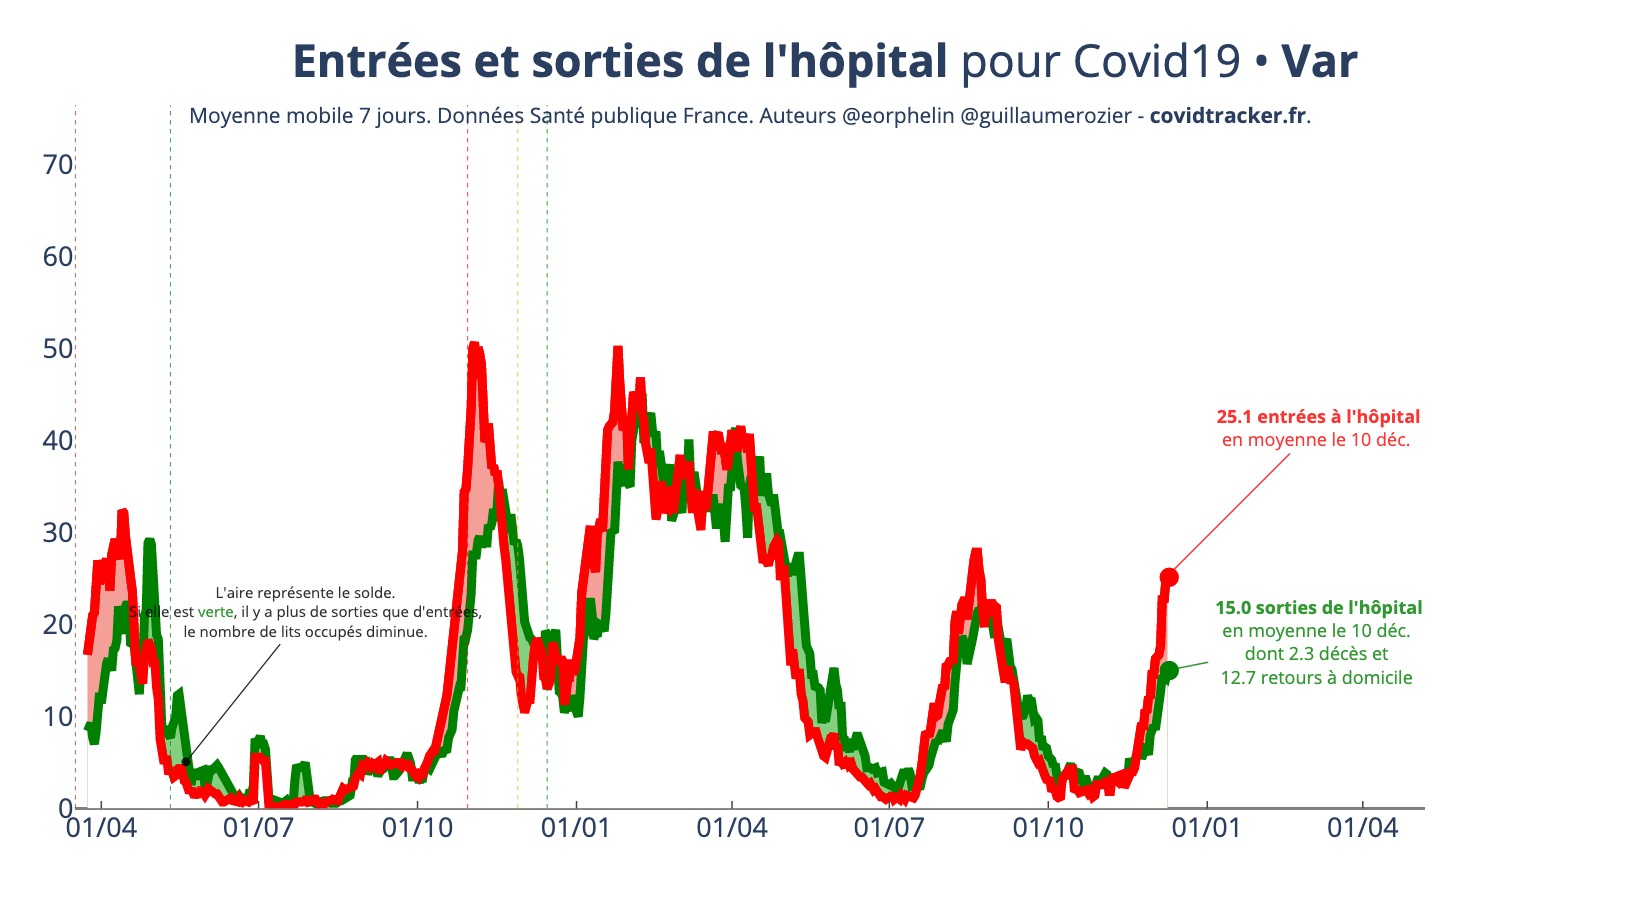 Entrées et sorties de l'hôpital pour Covid19 • Var
Moyenne mobile 7 jours. Données Santé publique France. Auteurs @eorphelin @guillaumerozier - covidtracker.fr.
70
60
50
40
30
20
10
0
25.1 entrées à l'hôpital
en moyenne le 10 déc.
L'aire représente le solde.
Si elle est verte, il y a plus de sorties que d'entrées,
le nombre de lits occupés diminue.
15.0 sorties de l'hôpital
en moyenne le 10 déc.
dont 2.3 décès et
12.7 retours à domicile
01/04 01/07 01/10 01/01 01/04 01/07 01/10 01/01 01/04